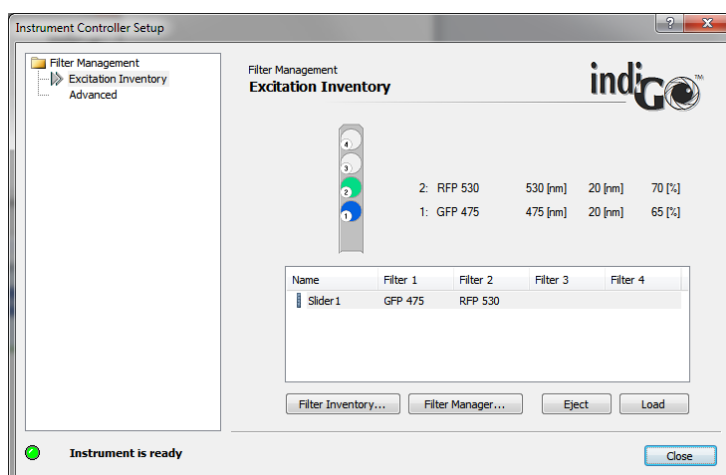 Instrument Controller Setup
Filter Management
Excitation Inventory
Advanced
Filter Management
Excitation Inventory
indiGO™
4
3
2
1
2: RFP 530 530 [nm] 20 [nm] 70 [%]
1: GFP 475 475 [nm] 20 [nm] 65 [%]
Name Filter 1 Filter 2 Filter 3 Filter 4
Slider1 GFP 475 RFP 530
Filter Inventory... Filter Manager... Eject Load
Instrument is ready
Close